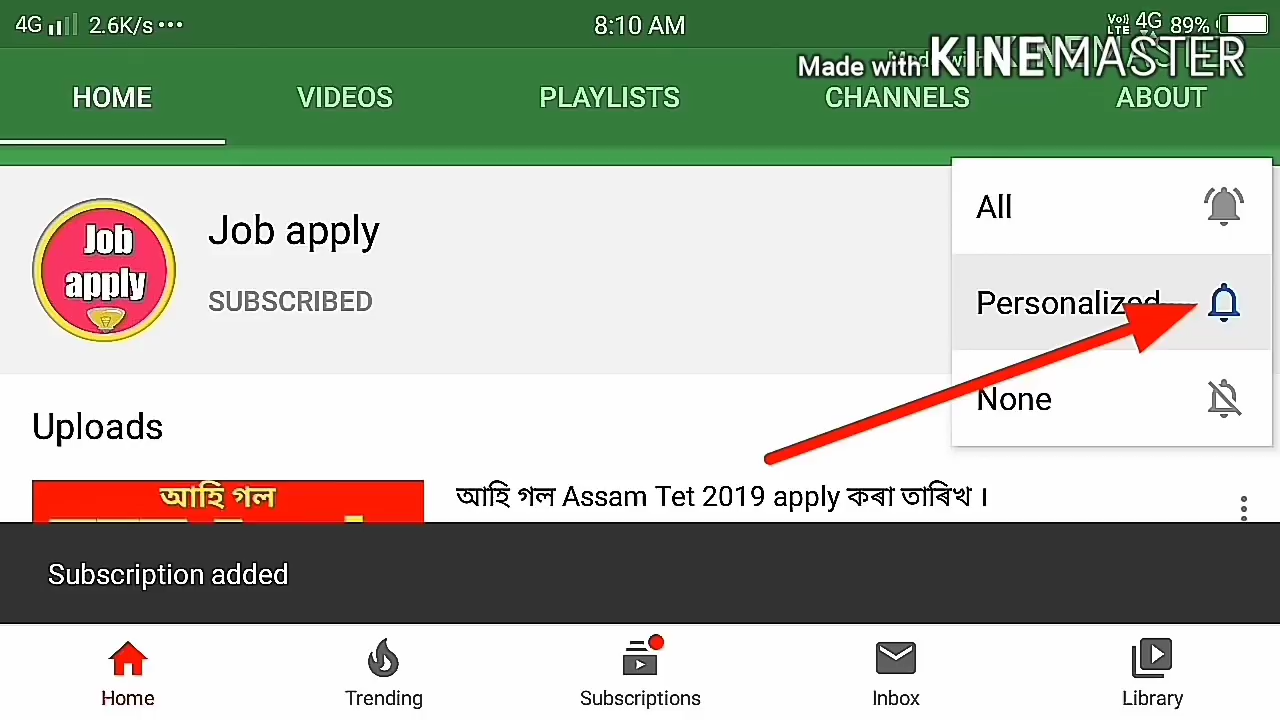 4G 2.6K/s ••• 8:10 AM VoLTE 4G 89%
Made with KINEMASTER
HOME VIDEOS PLAYLISTS CHANNELS ABOUT
All
Job
apply
Job apply
SUBSCRIBED
Personalized
None
Uploads
আহি গল
আহি গল Assam Tet 2019 apply কৰা তাৰিখ ।
Subscription added
Home Trending Subscriptions Inbox Library